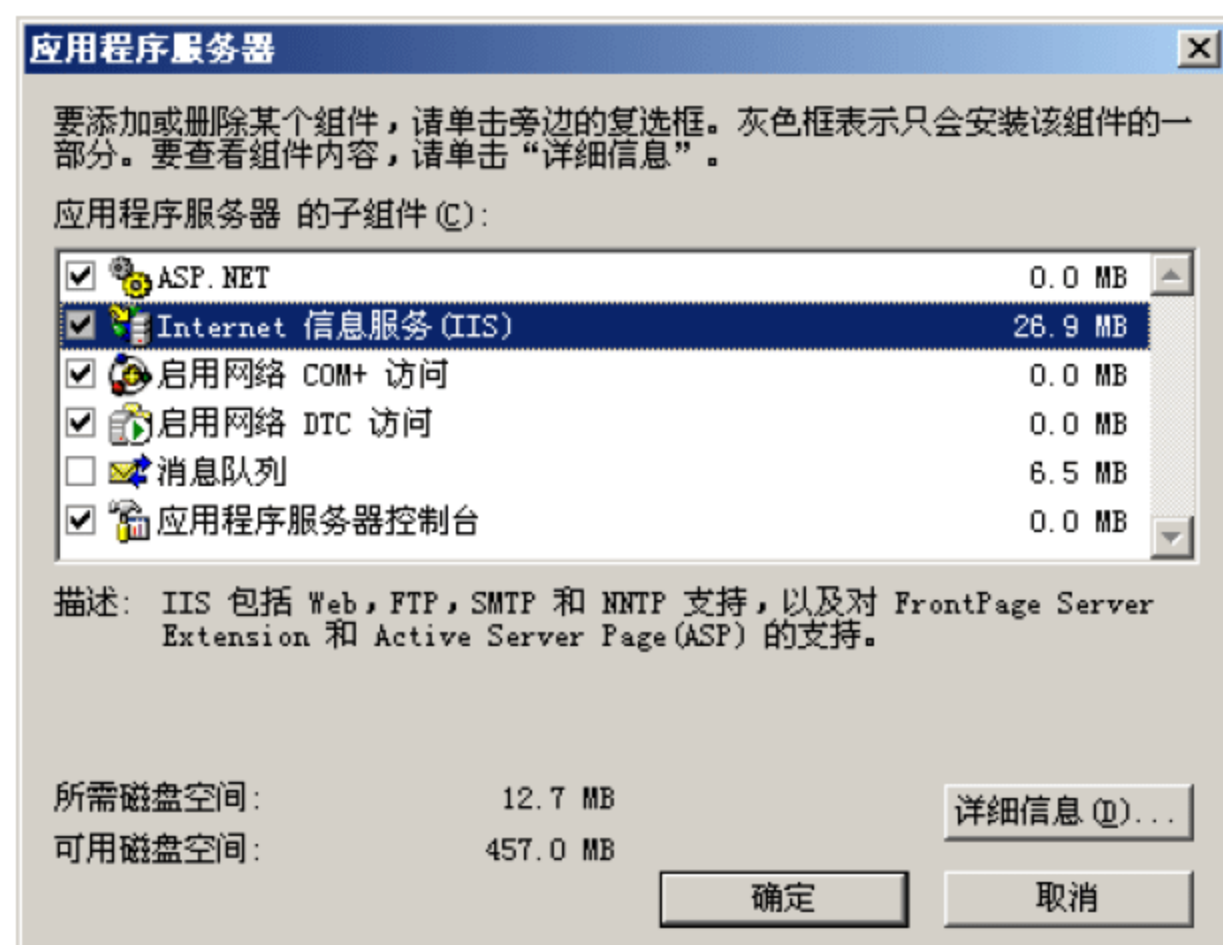 应用程序服务器
要添加或删除某个组件，请单击旁边的复选框。灰色框表示只会安装该组件的一
部分。要查看组件内容，请单击“详细信息”。
应用程序服务器 的子组件(C):
ASP.NET 0.0 MB
Internet 信息服务(IIS) 26.9 MB
启用网络 COM+ 访问 0.0 MB
启用网络 DTC 访问 0.0 MB
消息队列 6.5 MB
应用程序服务器控制台 0.0 MB
描述: IIS 包括 Web，FTP，SMTP 和 NNTP 支持，以及对 FrontPage Server
Extension 和 Active Server Page(ASP) 的支持。
所需磁盘空间: 12.7 MB
详细信息(D)...
可用磁盘空间: 457.0 MB
确定 取消